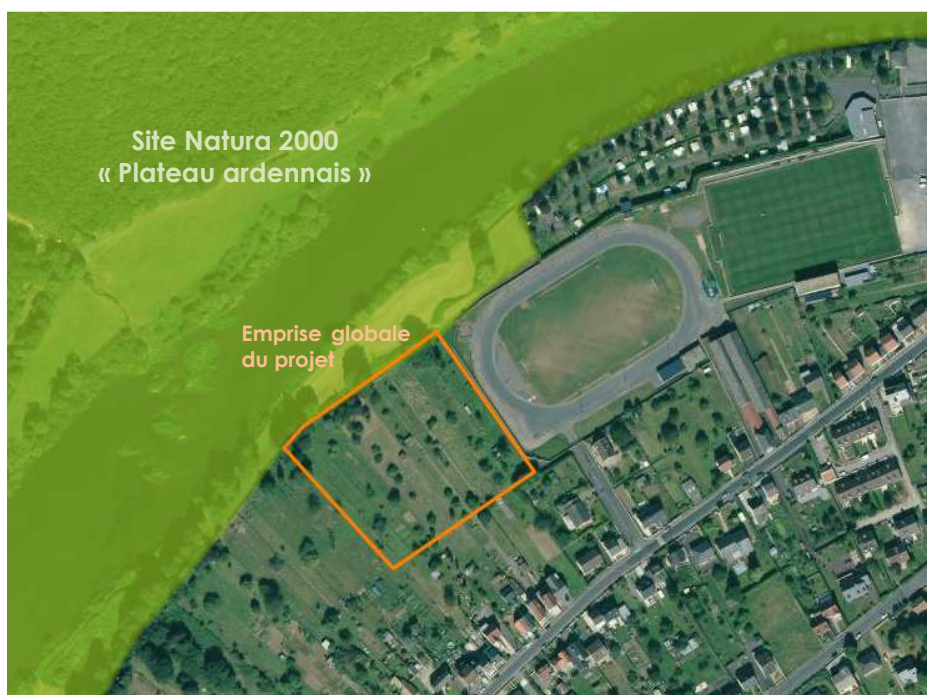 Site Natura 2000
« Plateau ardennais »
Emprise globale
du projet